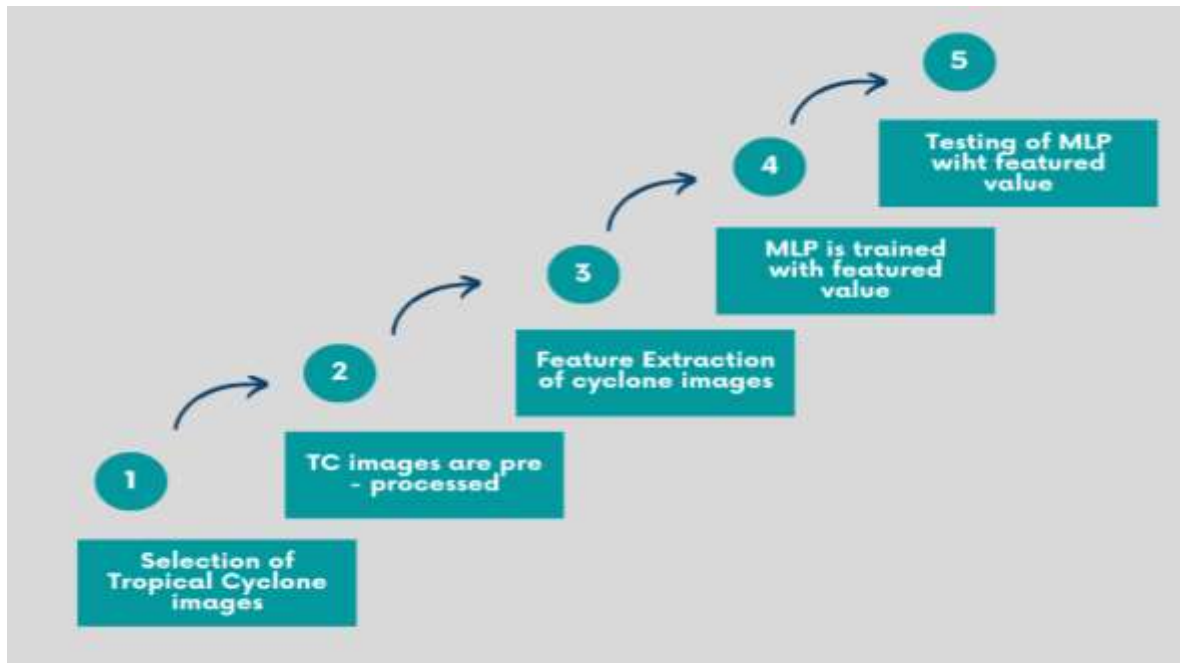 1
Selection of
Tropical Cyclone
images
2
TC images are pre
- processed
3
Feature Extraction
of cyclone images
4
MLP is trained
with featured
value
5
Testing of MLP
wiht featured
value